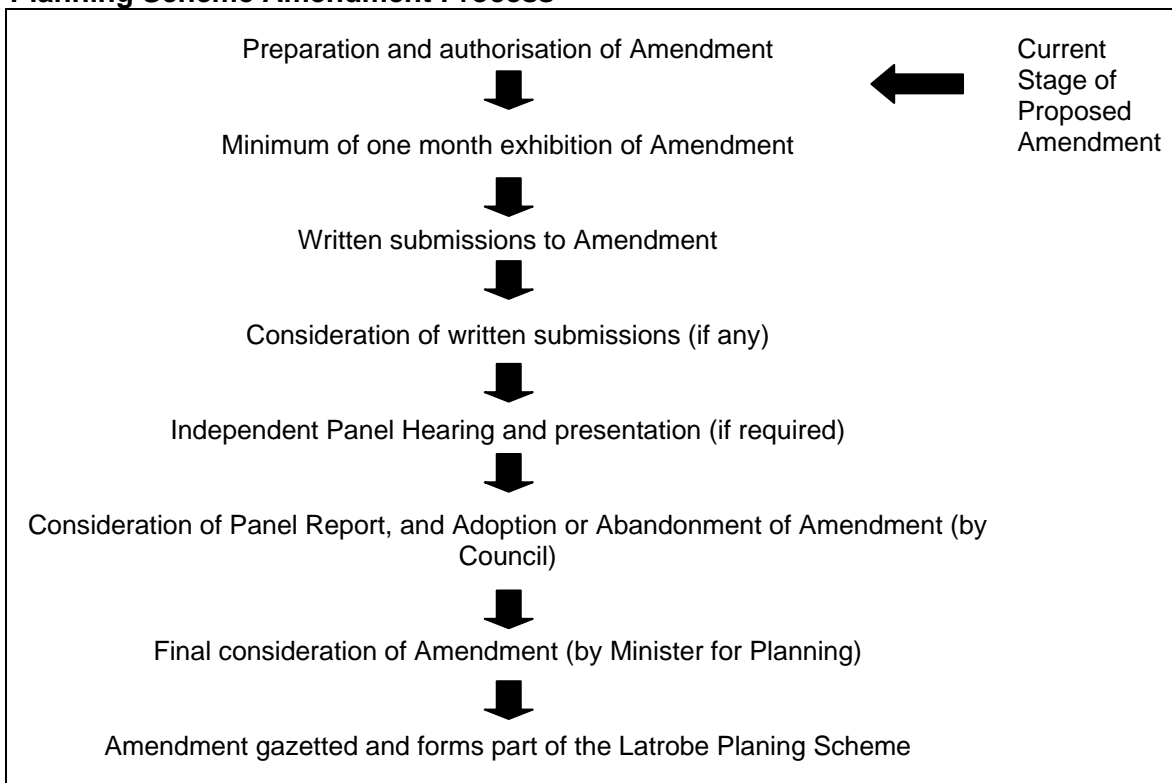 Planning Scheme Amendment Process
Preparation and authorisation of Amendment
Current
Stage of
Proposed
Amendment
Minimum of one month exhibition of Amendment
Written submissions to Amendment
Consideration of written submissions (if any)
Independent Panel Hearing and presentation (if required)
Consideration of Panel Report, and Adoption or Abandonment of Amendment (by
Council)
Final consideration of Amendment (by Minister for Planning)
Amendment gazetted and forms part of the Latrobe Planing Scheme